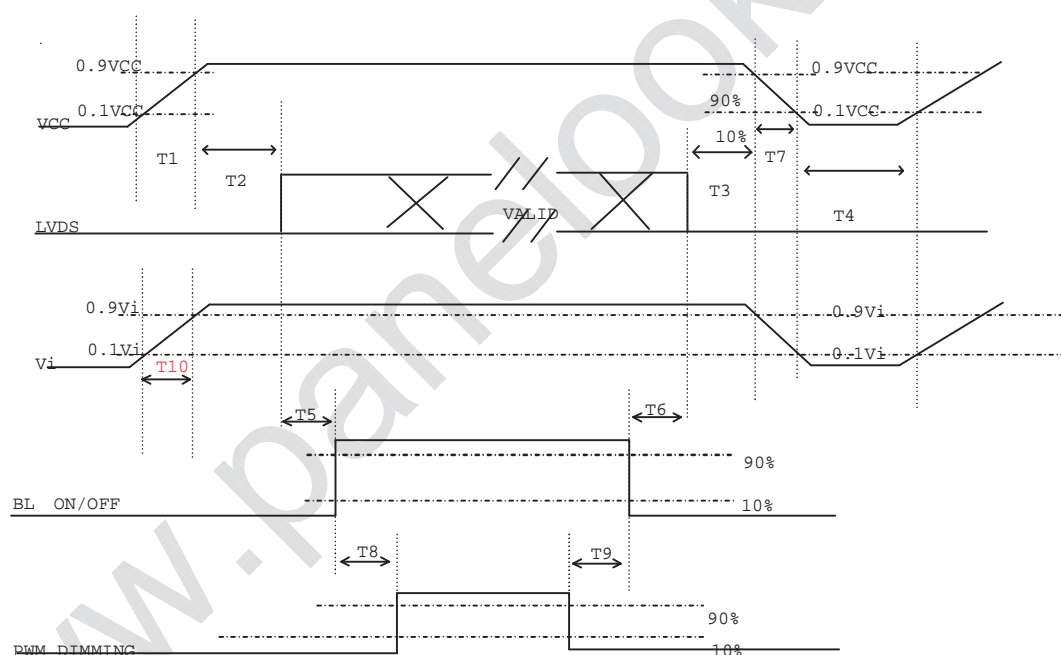 0.9VCC
0.9VCC
0.1VCC
90%
0.1VCC
VCC
10%
T1
T7
T2
T3
VALID
T4
LVDS
0.9Vi
0.9Vi
0.1Vi
0.1Vi
Vi
T10
T5
T6
90%
BL ON/OFF
10%
T8
T9
90%
PWM DIMMING
10%
www.panelook